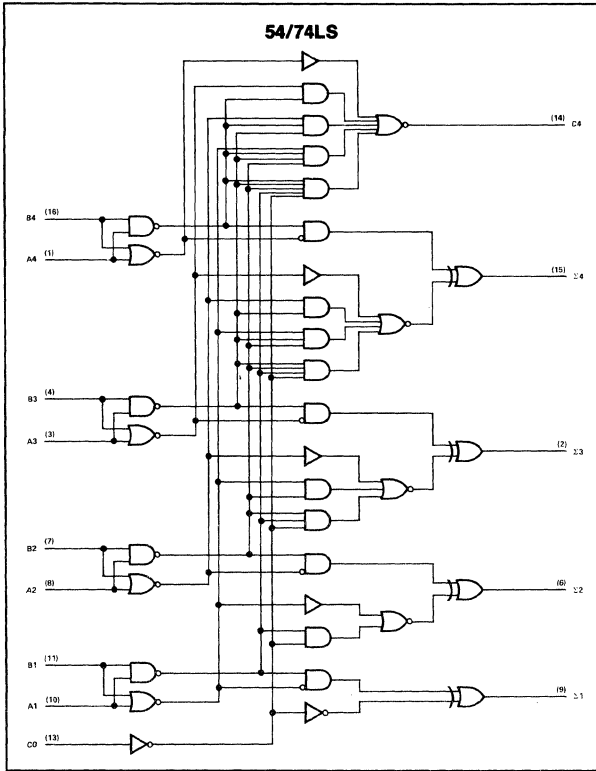 54/74LS
(14) C4
B4 (16)
A4 (1)
(15) Σ4
B3 (4)
A3 (3)
(2) Σ3
B2 (7)
A2 (8)
(6) Σ2
B1 (11)
A1 (10)
(9) Σ1
C0 (13)